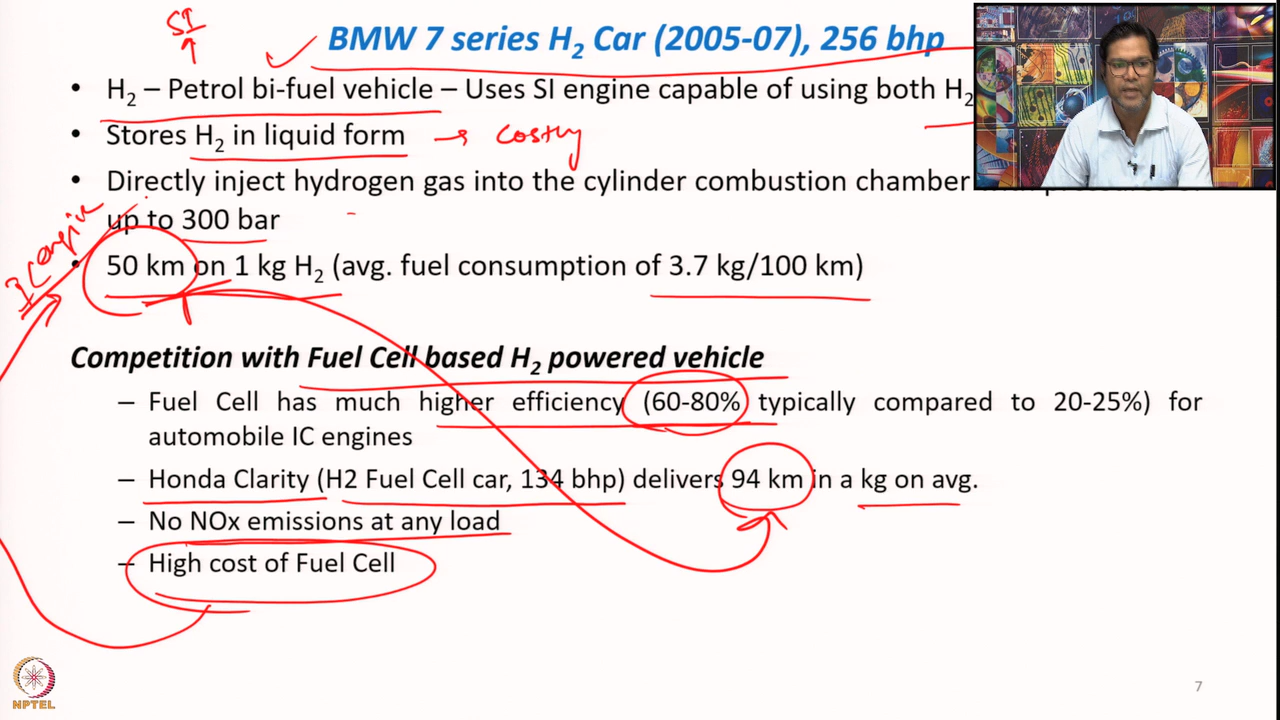 SI
BMW 7 series H₂ Car (2005-07), 256 bhp
• H₂ – Petrol bi-fuel vehicle – Uses SI engine capable of using both H₂
• Stores H₂ in liquid form → costly
• Directly inject hydrogen gas into the cylinder combustion chamber
up to 300 bar
IC engine
• 50 km on 1 kg H₂ (avg. fuel consumption of 3.7 kg/100 km)
Competition with Fuel Cell based H₂ powered vehicle
– Fuel Cell has much higher efficiency (60-80% typically compared to 20-25%) for
automobile IC engines
– Honda Clarity (H2 Fuel Cell car, 134 bhp) delivers 94 km in a kg on avg.
– No NOx emissions at any load
– High cost of Fuel Cell
NPTEL
7